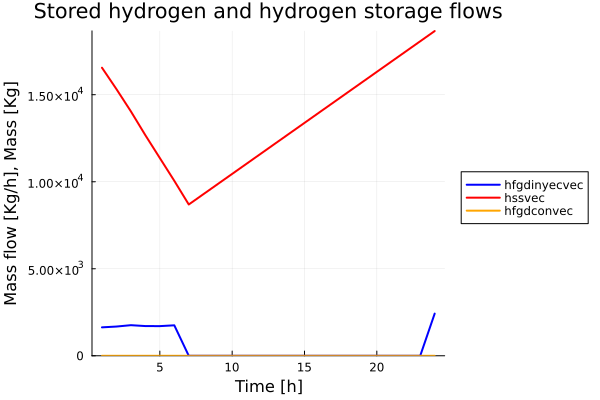 Stored hydrogen and hydrogen storage flows
Mass flow [Kg/h], Mass [Kg]
1.50×10⁴
1.00×10⁴
5.00×10³
0
5
10
15
20
Time [h]
hfgdinyecvec
hssvec
hfgdconvec